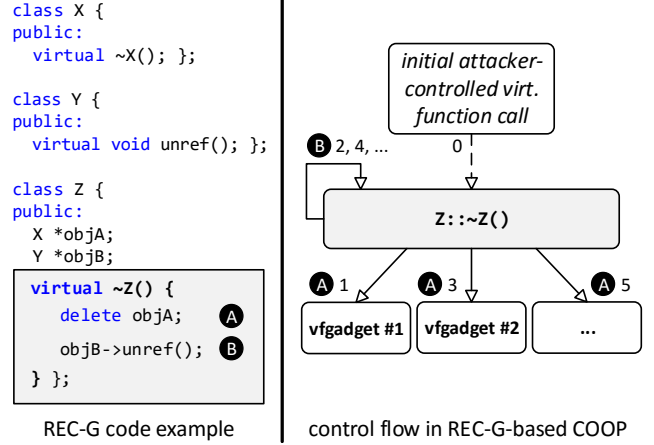 class X {
public:
  virtual ~X(); };

class Y {
public:
  virtual void unref(); };

class Z {
public:
  X *objA;
  Y *objB;
  virtual ~Z() {
    delete objA; A
    objB->unref(); B
  } };
REC-G code example
initial attacker-
controlled virt.
function call
B 2, 4, ... 0
Z::~Z()
A 1 A 3 A 5
vfgadget #1 vfgadget #2 ...
control flow in REC-G-based COOP